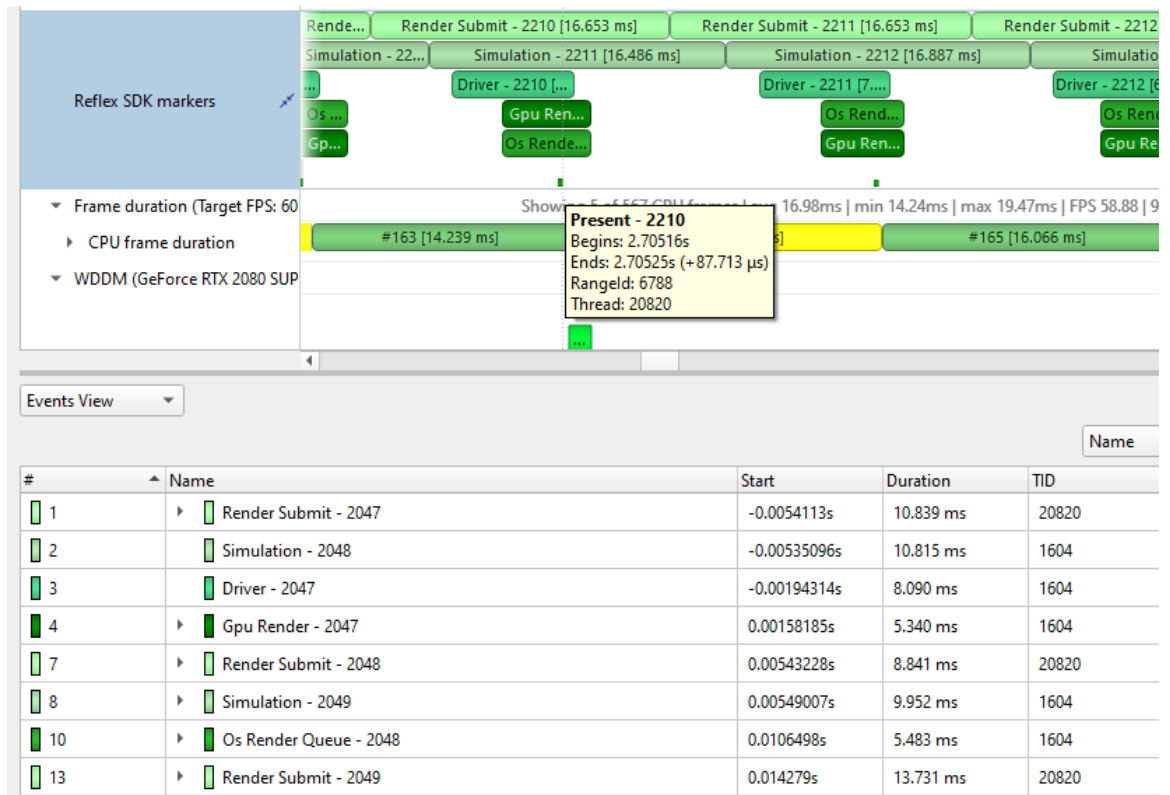 Rende... Render Submit - 2210 [16.653 ms] Render Submit - 2211 [16.653 ms] Render Submit - 2212
Simulation - 22... Simulation - 2211 [16.486 ms] Simulation - 2212 [16.887 ms] Simulatio
... Driver - 2210 [... Driver - 2211 [7.... Driver - 2212 [6
Reflex SDK markers
Os ... Gpu Ren... Os Rend... Os Ren
Gp... Os Rende... Gpu Ren... Gpu Re
Frame duration (Target FPS: 60 Showing 5 of 567 CPU frames | avg 16.98ms | min 14.24ms | max 19.47ms | FPS 58.88 | 9
CPU frame duration #163 [14.239 ms] s] #165 [16.066 ms]
WDDM (GeForce RTX 2080 SUP
Present - 2210
Begins: 2.70516s
Ends: 2.70525s (+87.713 μs)
RangeId: 6788
Thread: 20820
...
Events View
Name
# Name Start Duration TID
1 Render Submit - 2047 -0.0054113s 10.839 ms 20820
2 Simulation - 2048 -0.00535096s 10.815 ms 1604
3 Driver - 2047 -0.00194314s 8.090 ms 1604
4 Gpu Render - 2047 0.00158185s 5.340 ms 1604
7 Render Submit - 2048 0.00543228s 8.841 ms 20820
8 Simulation - 2049 0.00549007s 9.952 ms 1604
10 Os Render Queue - 2048 0.0106498s 5.483 ms 1604
13 Render Submit - 2049 0.014279s 13.731 ms 20820